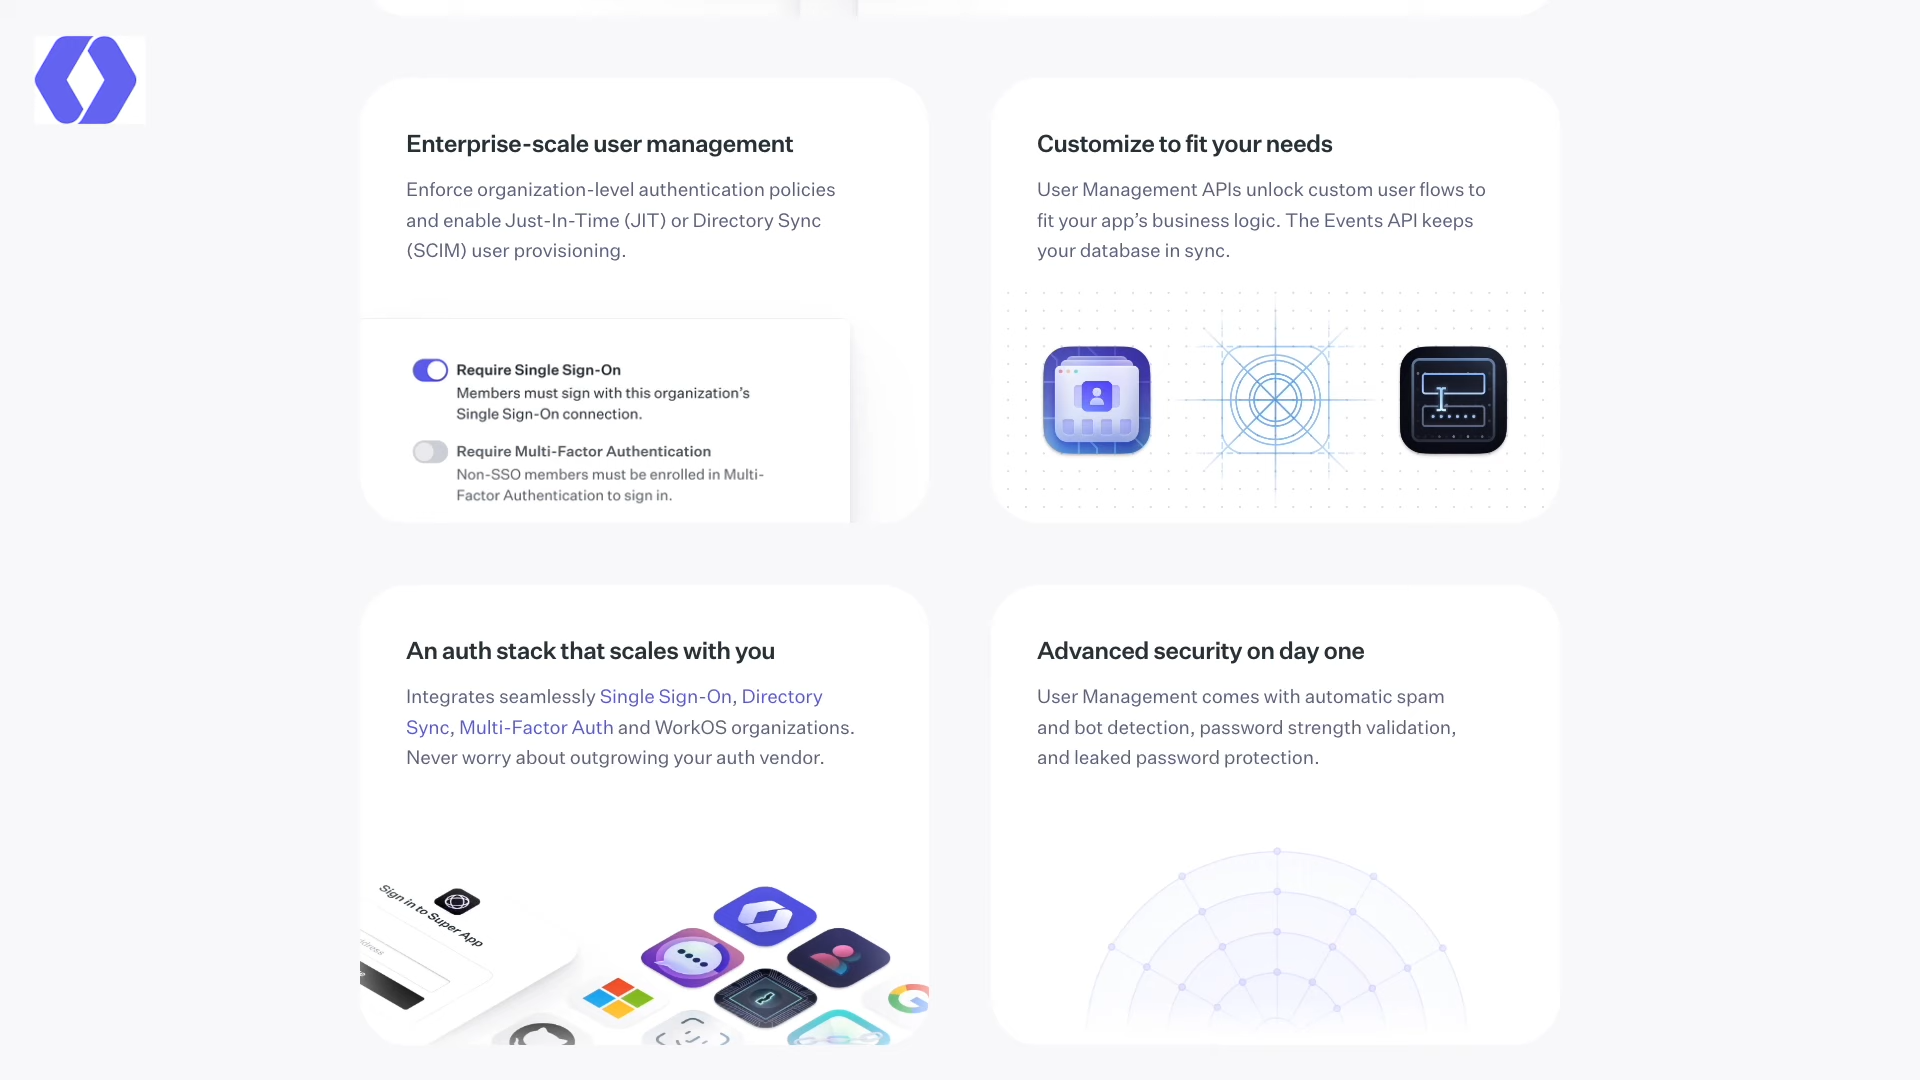 Enterprise-scale user management
Enforce organization-level authentication policies
and enable Just-In-Time (JIT) or Directory Sync
(SCIM) user provisioning.
Require Single Sign-On
Members must sign with this organization’s
Single Sign-On connection.
Require Multi-Factor Authentication
Non-SSO members must be enrolled in Multi-
Factor Authentication to sign in.
Customize to fit your needs
User Management APIs unlock custom user flows to
fit your app’s business logic. The Events API keeps
your database in sync.
An auth stack that scales with you
Integrates seamlessly Single Sign-On, Directory
Sync, Multi-Factor Auth and WorkOS organizations.
Never worry about outgrowing your auth vendor.
Sign in to Super App
Advanced security on day one
User Management comes with automatic spam
and bot detection, password strength validation,
and leaked password protection.